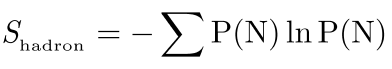 S_hadron = − ∑ P(N) ln P(N)